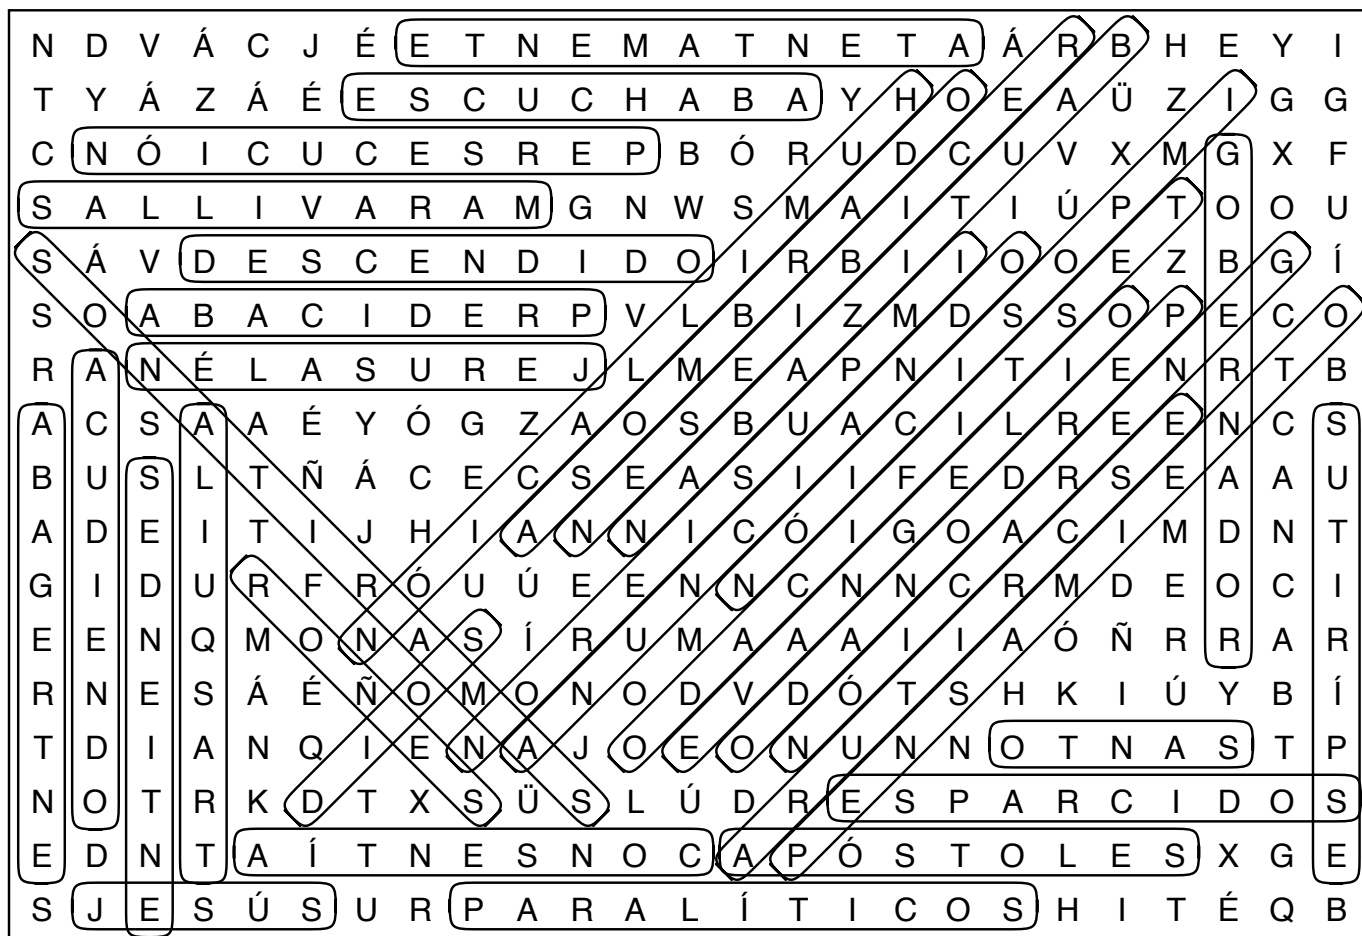 N D V Á C J É E T N E M A T N E T A Á R B H E Y I
T Y Á Z Á É E S C U C H A B A Y H O E A Ü Z I G G
C N Ó I C U C E S R E P B Ó R U D C U V X M G X F
S A L L I V A R A M G N W S M A I T I Ú P T O O U
S Á V D E S C E N D I D O I R B I I O O E Z B G Í
S O A B A C I D E R P V L B I Z M D S S O P E C O
R A N É L A S U R E J L M E A P N I T I E N R T B
A C S A A É Y Ó G Z A O S B U A C I L R E E N C S
B U S L T Ñ Á C E C S E A S I I F E D R S E A A U
A D E I T I J H I A N N I C Ó I G O A C I M D N T
G I D U R F R Ó U Ú E E N N C N N C R M D E O C I
E E N Q M O N A S Í R U M A A A I I A Ó Ñ R R A R
R N E S Á É Ñ O M O N O D V D Ó T S H K I Ú Y B Í
T D I A N Q I E N A J O E O N U N N O T N A S T P
N O T R K D T X S Ü S L Ú D R E S P A R C I D O S
E D N T A Í T N E S N O C A P Ó S T O L E S X G E
S J E S Ú S U R P A R A L Í T I C O S H I T É Q B